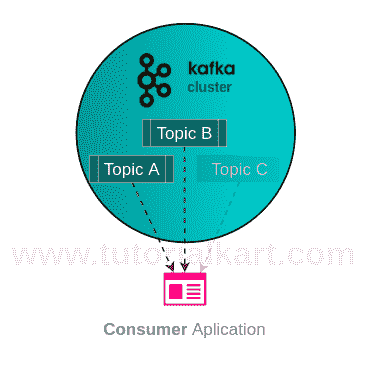 kafka
cluster
Topic B
Topic A
Topic C
www.tutorialkart.com
Consumer Aplication